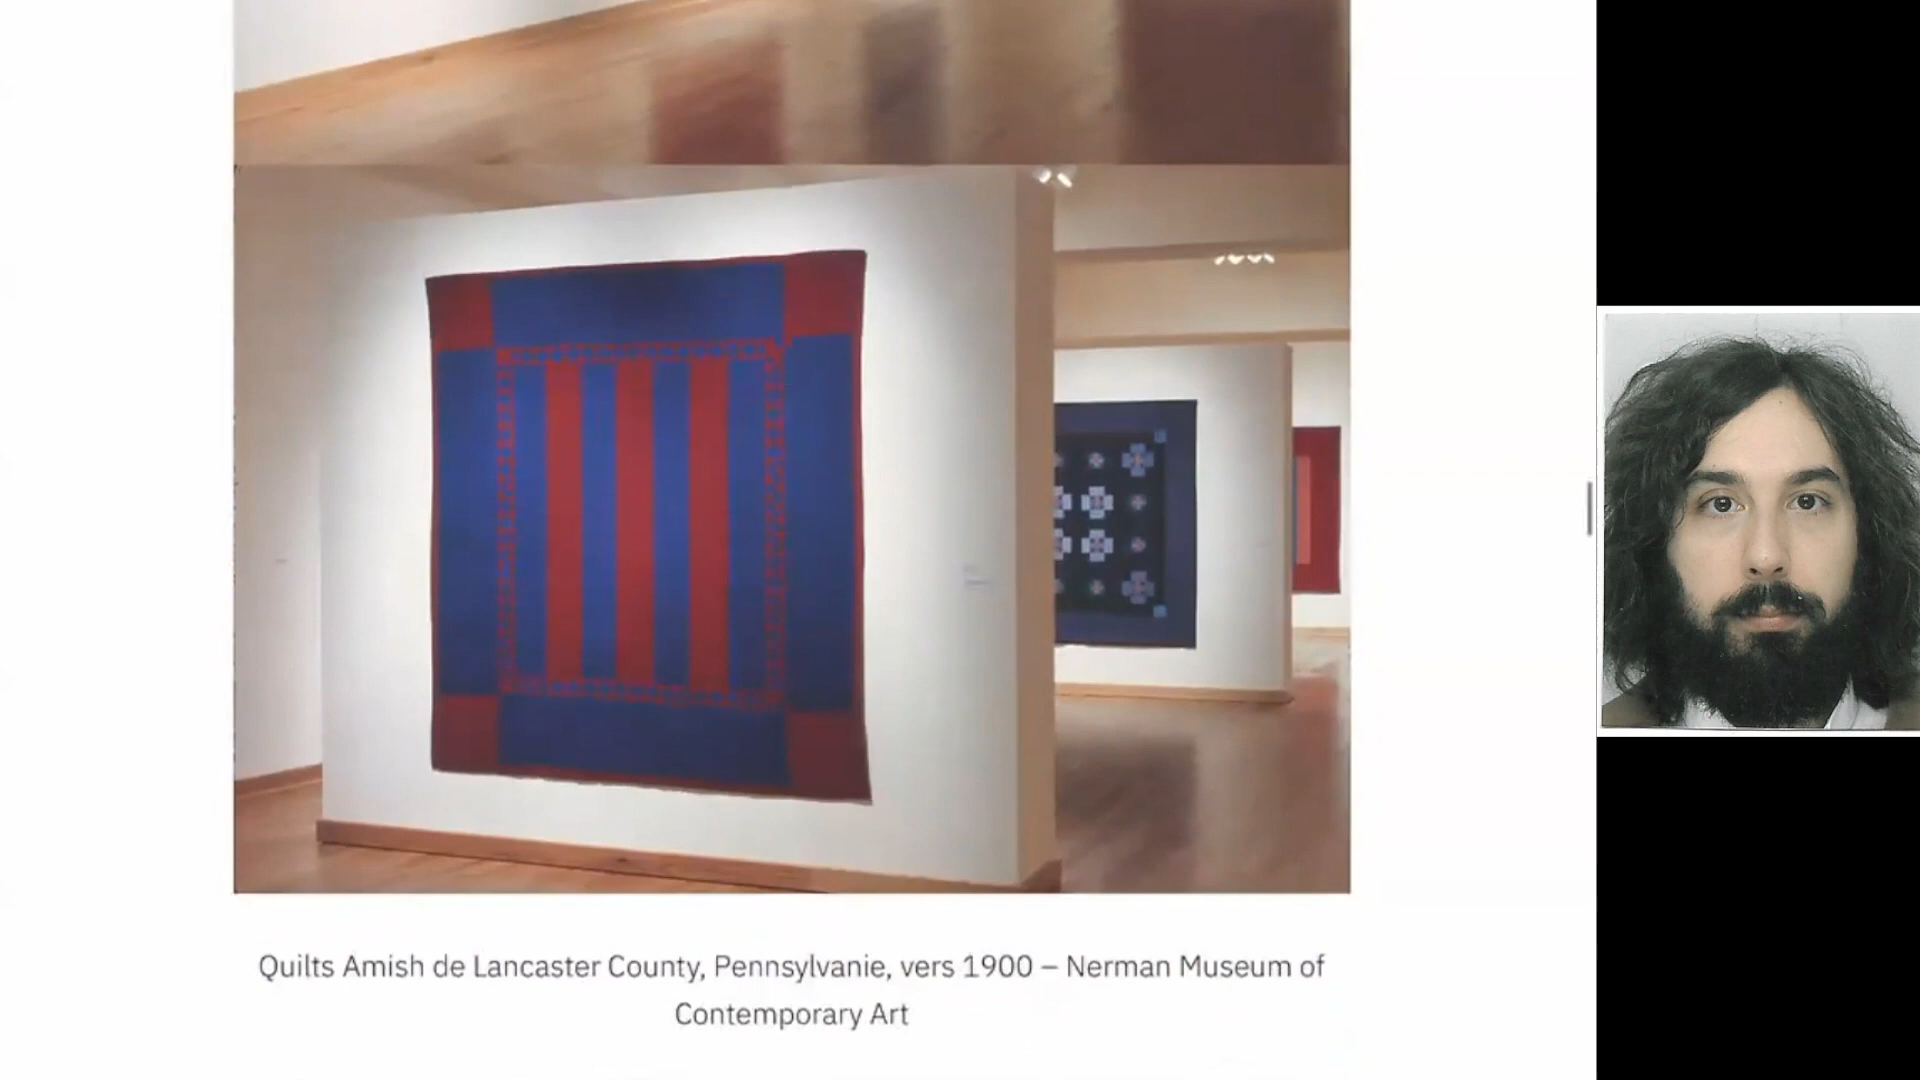 Quilts Amish de Lancaster County, Pennsylvanie, vers 1900 – Nerman Museum of
Contemporary Art